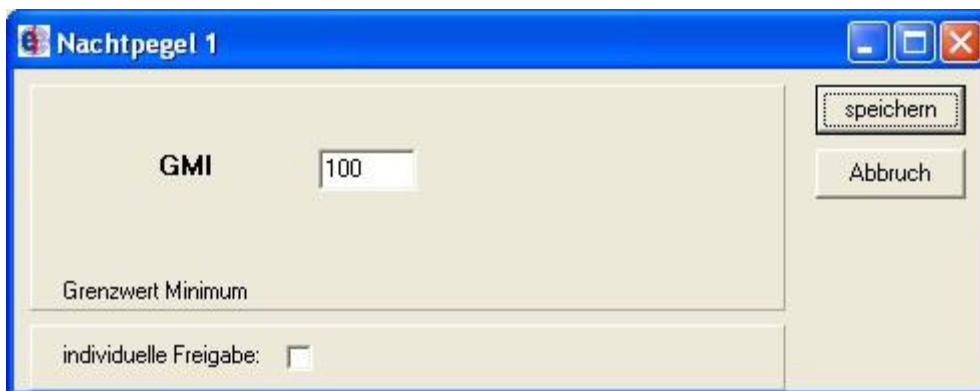 Nachtpegel 1
speichern
GMI 100
Abbruch
Grenzwert Minimum
individuelle Freigabe: